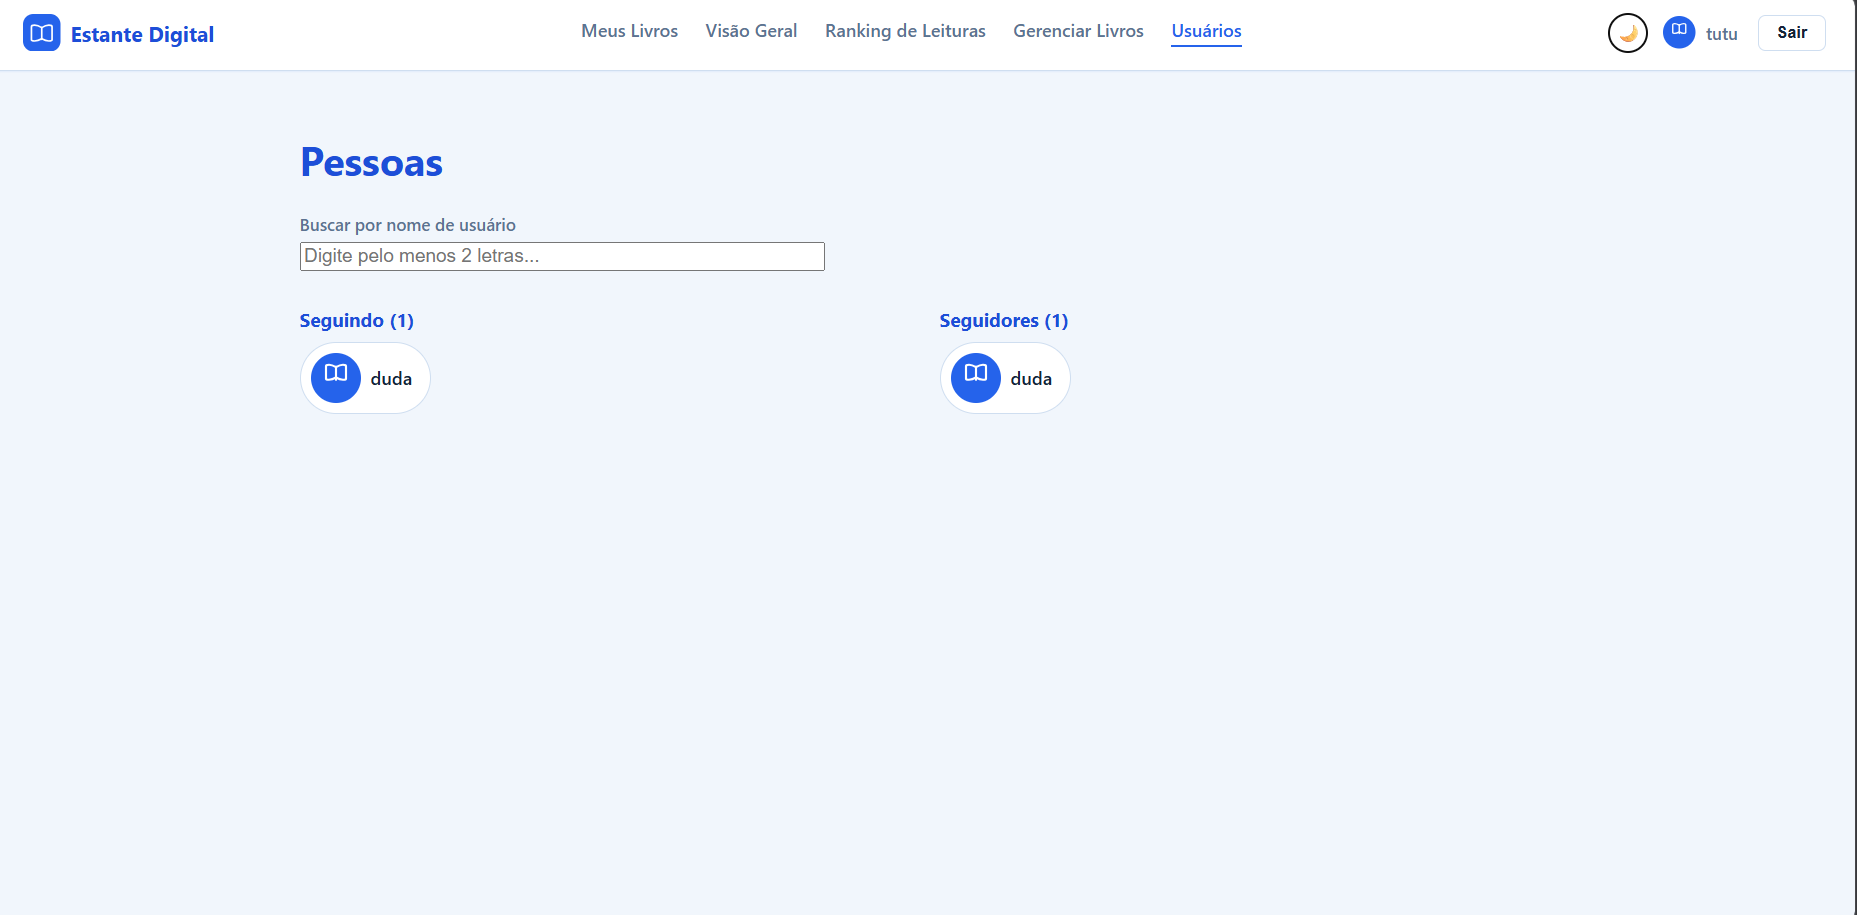 Estante Digital
Meus Livros
Visão Geral
Ranking de Leituras
Gerenciar Livros
Usuários
tutu
Sair
Pessoas
Buscar por nome de usuário
Digite pelo menos 2 letras...
Seguindo (1)
duda
Seguidores (1)
duda